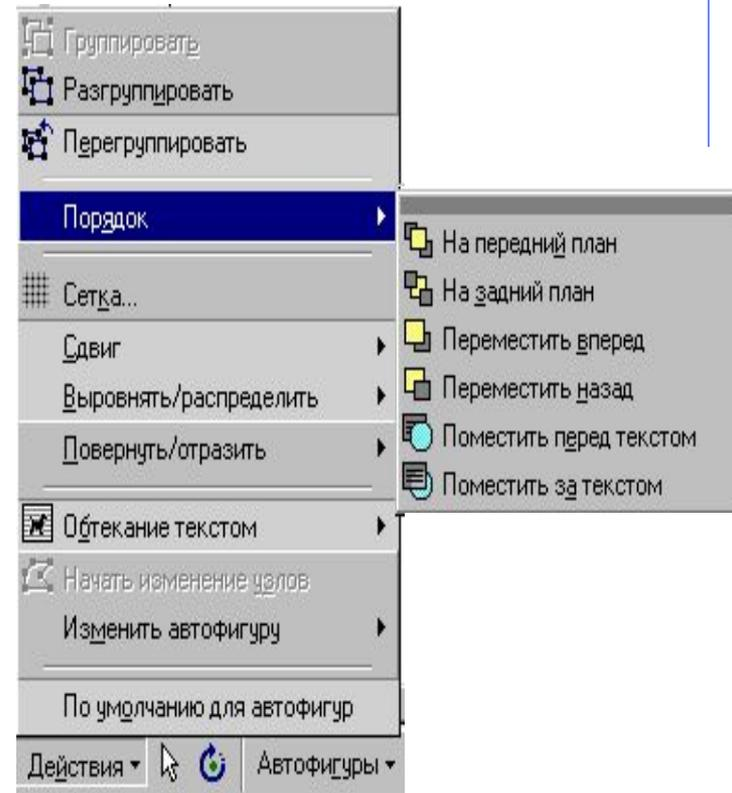 Группировать
Разгруппировать
Перегруппировать
Порядок
На передний план
На задний план
Переместить вперед
Переместить назад
Поместить перед текстом
Поместить за текстом
Сетка...
Сдвиг
Выровнять/распределить
Повернуть/отразить
Обтекание текстом
Начать изменение узлов
Изменить автофигуру
По умолчанию для автофигур
Действия Автофигуры